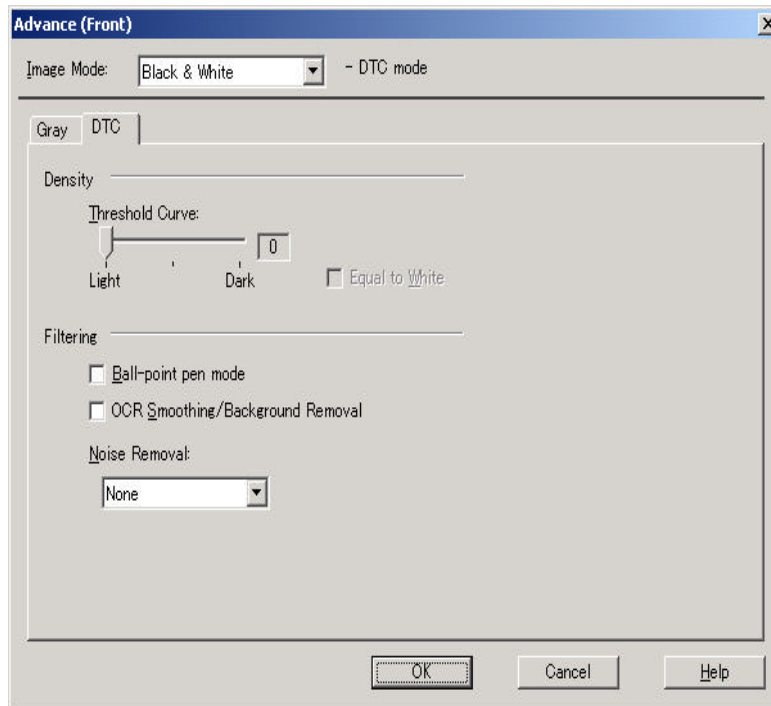 Advance (Front)
Image Mode: Black & White - DTC mode
Gray DTC
Density
Threshold Curve:
0
Light Dark Equal to White
Filtering
Ball-point pen mode
OCR Smoothing/Background Removal
Noise Removal:
None
OK Cancel Help